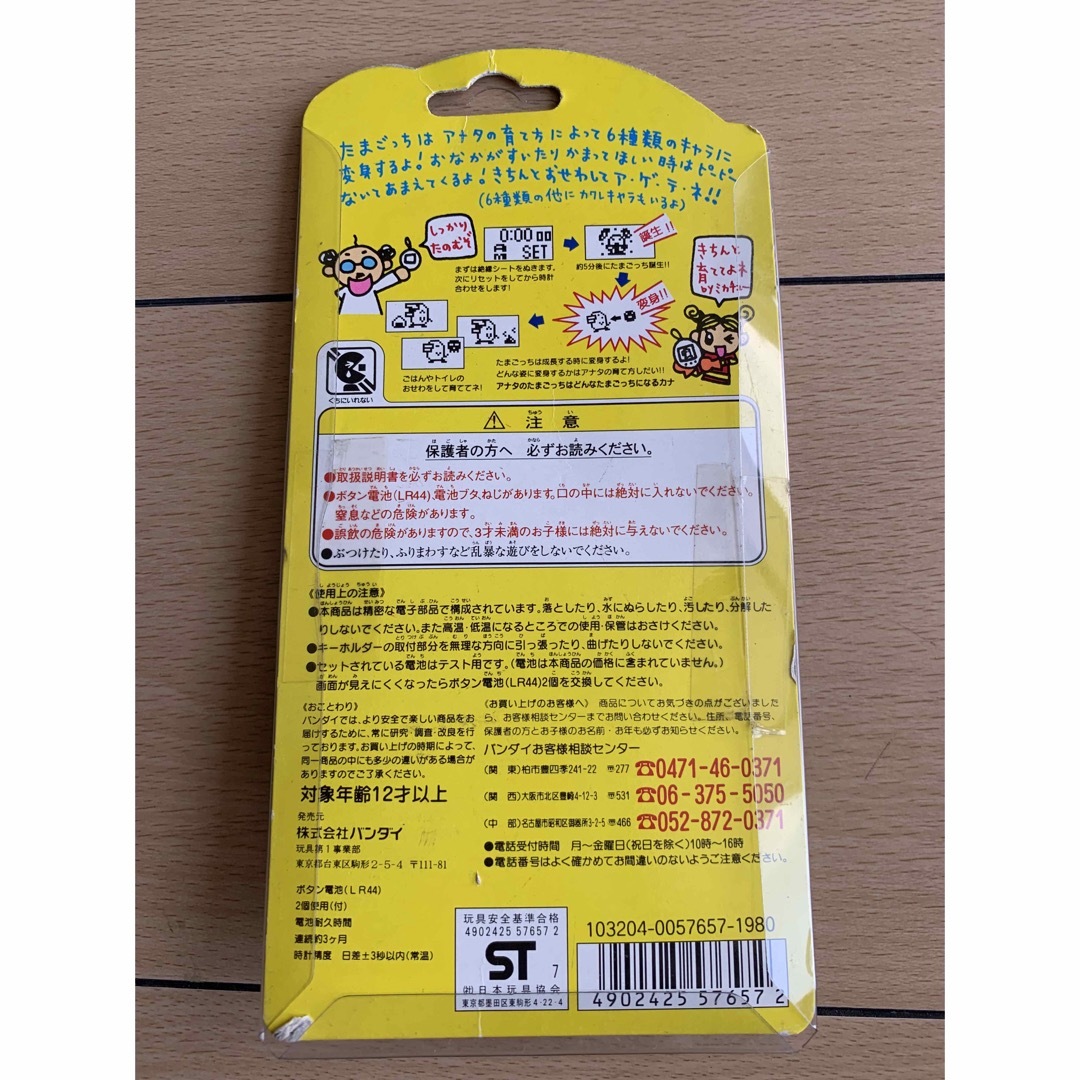 たまごっちは アナタの育て方によって6種類のキャラに
変身するよ!おなかがすいたりかまってほしい時はピーピー
ないてあまえてくるよ!きちんとおせわしてア・ゲ・テ・ネ!!
(6種類の他にカクレキャラもいるよ)
しっかり
たのむぞ
0:00 00
AM SET
誕生!!
まずは絶縁シートをぬきます。
次にリセットをしてから時計
合わせをします!
約5分後にたまごっち誕生!!
きちんと
育ててよネ
byミカチュー
変身!!
くちにいれない
ごはんやトイレの
おせわをして育ててネ!
たまごっちは成長する時に変身するよ!
どんな姿に変身するかはアナタの育て方しだい!!
アナタのたまごっちはどんなたまごっちになるカナ
注意
保護者の方へ 必ずお読みください。
●取扱説明書を必ずお読みください。
●ボタン電池(LR44)、電池ブタ、ねじがあります。口の中には絶対に入れないでください。
窒息などの危険があります。
●誤飲の危険がありますので、3才未満のお子様には絶対に与えないでください。
●ぶつけたり、ふりまわすなど乱暴な遊びをしないでください。
《使用上の注意》
●本商品は精密な電子部品で構成されています。落としたり、水にぬらしたり、汚したり、分解した
りしないでください。また高温・低温になるところでの使用・保管はおさけください。
●キーホルダーの取付部分を無理な方向に引っ張ったり、曲げたりしないでください。
●セットされている電池はテスト用です。(電池は本商品の価格に含まれていません。)
画面が見えにくくなったらボタン電池(LR44)2個を交換してください。
《おことわり》
バンダイでは、より安全で楽しい商品をお
届けするために、常に研究・調査・改良を行
っております。お買い上げの時期によって、
同一商品の中にも多少の違いがある場合が
ありますのでご了承ください。
対象年齢12才以上
発売元
株式会社バンダイ
玩具第1事業部
東京都台東区駒形2-5-4 〒111-81
ボタン電池(LR44)
2個使用(付)
電池耐久時間
連続約3ヶ月
時計精度 日差±3秒以内(常温)
《お買い上げのお客様へ》 商品についてお気づきの点がございました
ら、お客様相談センターまでお問い合わせください。住所、電話番号、
保護者の方とお子様のお名前・お年も必ずお知らせください。
バンダイお客様相談センター
(関 東)柏市豊四季241-22 〒277 ☎0471-46-0371
(関 西)大阪市北区豊崎4-12-3 〒531 ☎06-375-5050
(中 部)名古屋市昭和区御器所3-2-5 〒466 ☎052-872-0371
●電話受付時間 月〜金曜日(祝日を除く)10時〜16時
●電話番号はよく確かめてお間違いのないようご注意ください。
玩具安全基準合格
4902425 57657 2
ST 7
(社)日本玩具協会
東京都墨田区東駒形4-22-4
103204-0057657-1980
4902425 57657 2